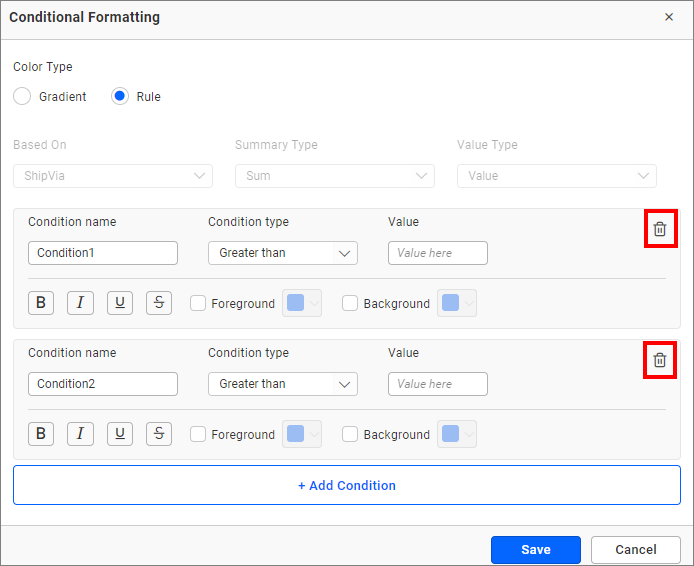 Conditional Formatting ×
Color Type
Gradient Rule
Based On Summary Type Value Type
ShipVia Sum Value
Condition name Condition type Value
Condition1 Greater than Value here
B I U S Foreground Background
Condition name Condition type Value
Condition2 Greater than Value here
B I U S Foreground Background
+ Add Condition
Save Cancel